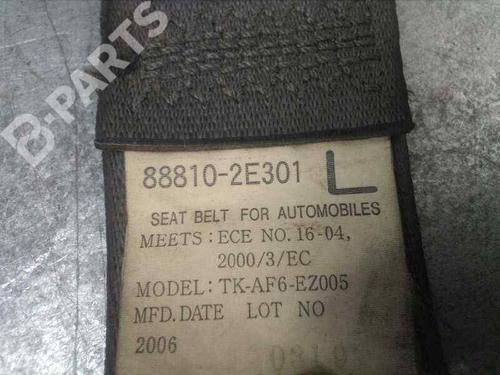 B-PARTS
88810-2E301 L
SEAT BELT FOR AUTOMOBILES
MEETS: ECE NO. 16-04,
2000/3/EC
MODEL: TK-AF6-EZ005
MFD. DATE LOT NO
2006
B-PARTS